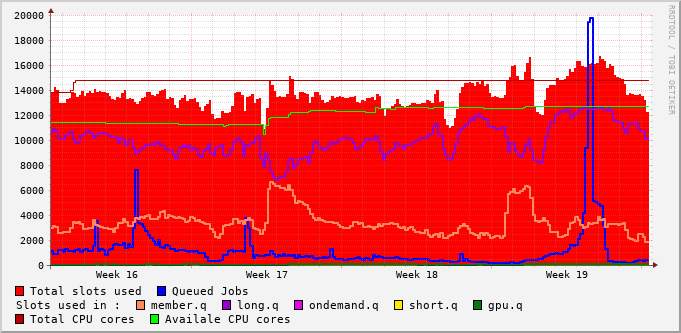 20000
18000
16000
14000
12000
10000
8000
6000
4000
2000
0
Week 16 Week 17 Week 18 Week 19
RRDTOOL / TOBI OETIKER
Total slots used Queued Jobs
Slots used in : member.q long.q ondemand.q short.q gpu.q
Total CPU cores Availale CPU cores